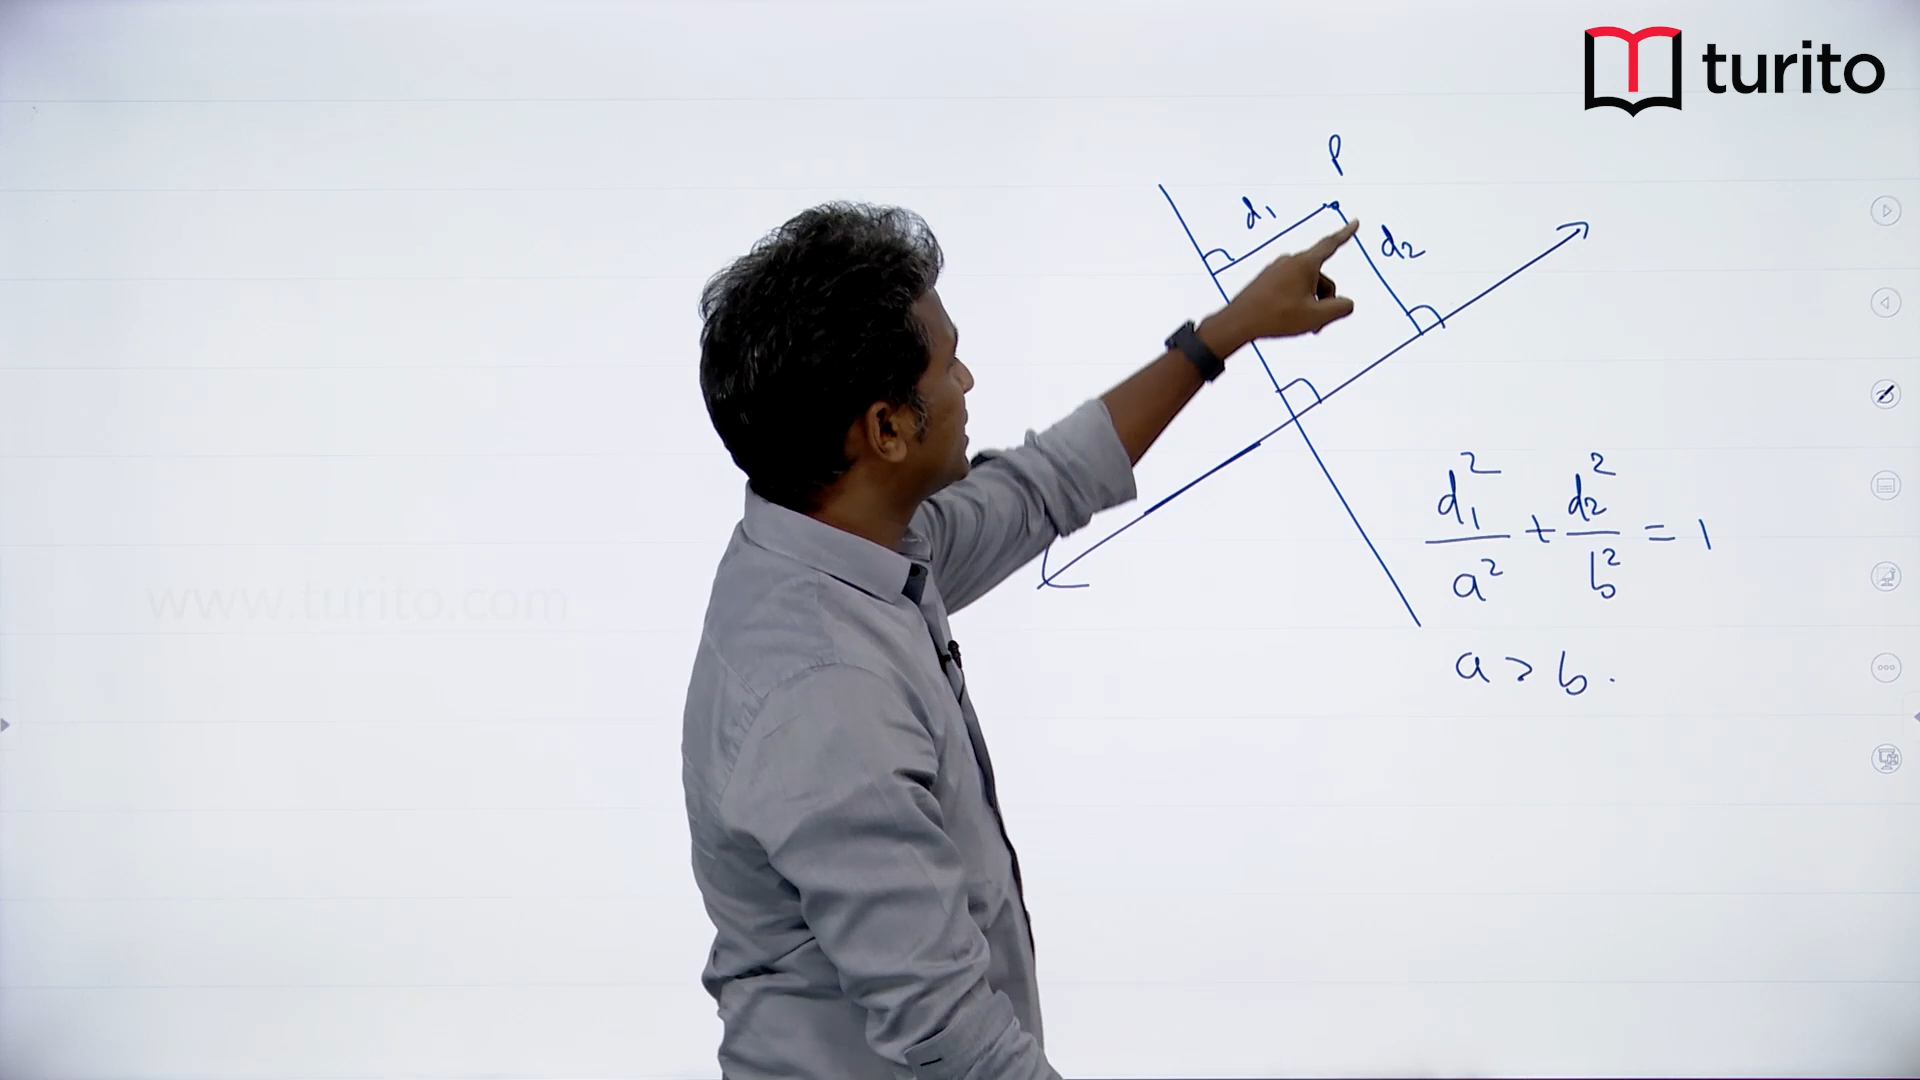 turito
P
d₁
d₂
d₁²/a² + d₂²/b² = 1
a > b.
www.turito.com